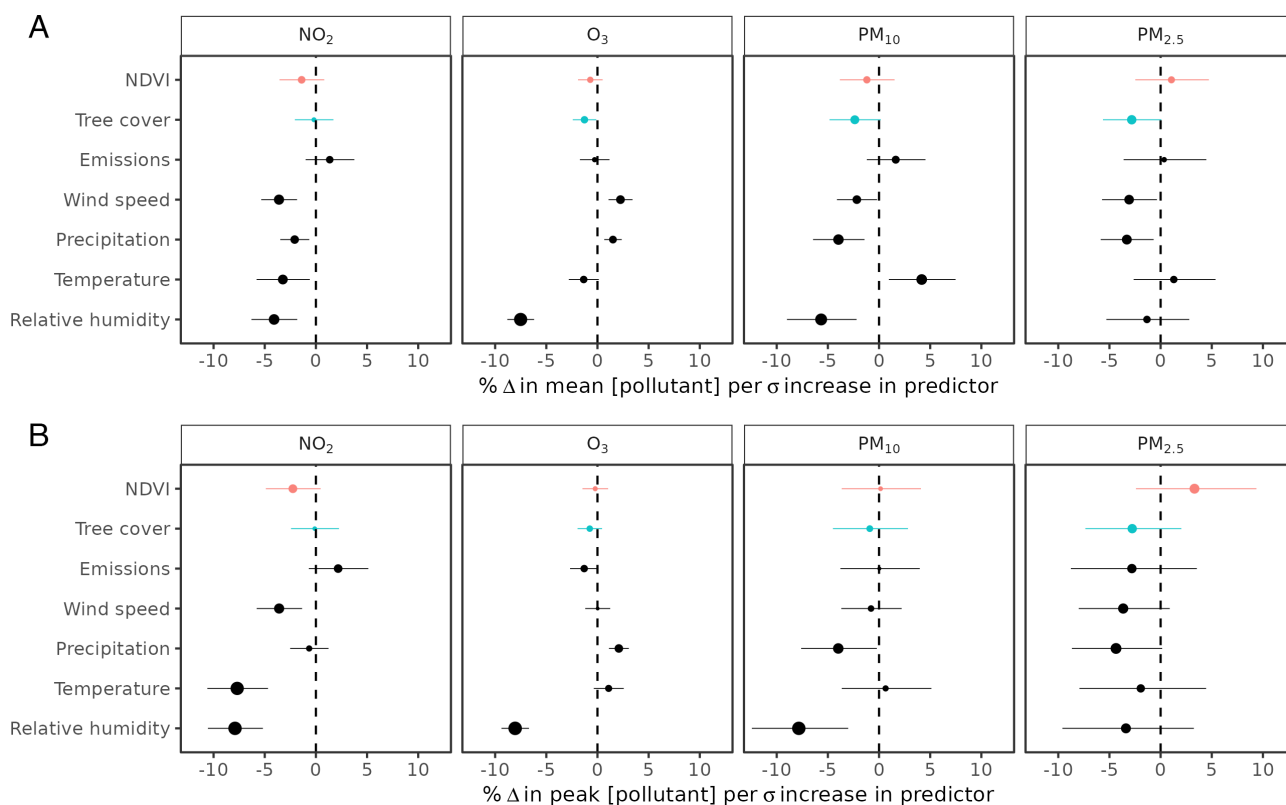 A
NO₂ O₃ PM₁₀ PM₂.₅
NDVI
Tree cover
Emissions
Wind speed
Precipitation
Temperature
Relative humidity
-10 -5 0 5 10 -10 -5 0 5 10 -10 -5 0 5 10 -10 -5 0 5 10
% Δ in mean [pollutant] per σ increase in predictor
B
NO₂ O₃ PM₁₀ PM₂.₅
NDVI
Tree cover
Emissions
Wind speed
Precipitation
Temperature
Relative humidity
-10 -5 0 5 10 -10 -5 0 5 10 -10 -5 0 5 10 -10 -5 0 5 10
% Δ in peak [pollutant] per σ increase in predictor